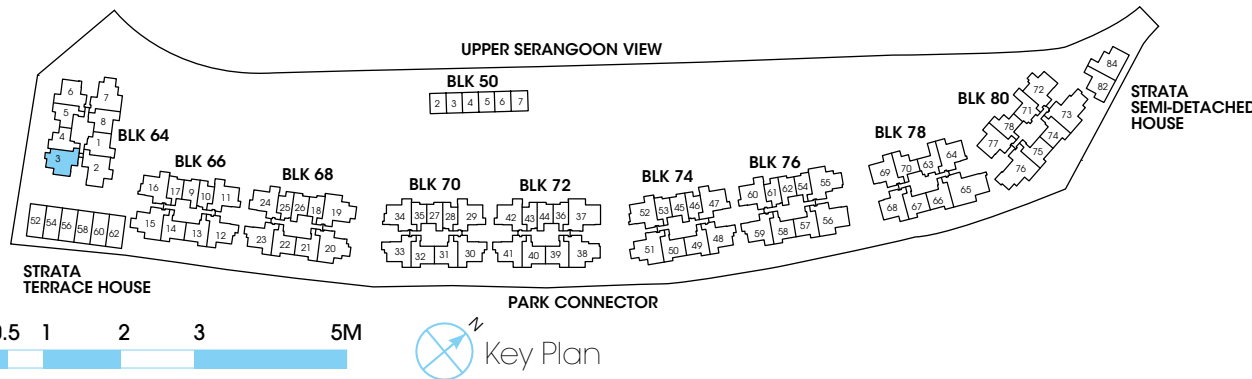 UPPER SERANGOON VIEW
BLK 50
2 3 4 5 6 7
BLK 64
6 7
5 8
4 1
3 2
BLK 66
16 17 9 10 11
15 14 13 12
BLK 68
24 25 26 18 19
23 22 21 20
BLK 70
34 35 27 28 29
33 32 31 30
BLK 72
42 43 44 36 37
41 40 39 38
BLK 74
52 53 45 46 47
51 50 49 48
BLK 76
60 61 62 54 55
59 58 57 56
BLK 78
69 70 63 64
68 67 66 65
BLK 80
72
71 73
78 74
77 75
76
84
82
STRATA
SEMI-DETACHED
HOUSE
52 54 56 58 60 62
STRATA
TERRACE HOUSE
PARK CONNECTOR
0.5 1 2 3 5M
N
Key Plan